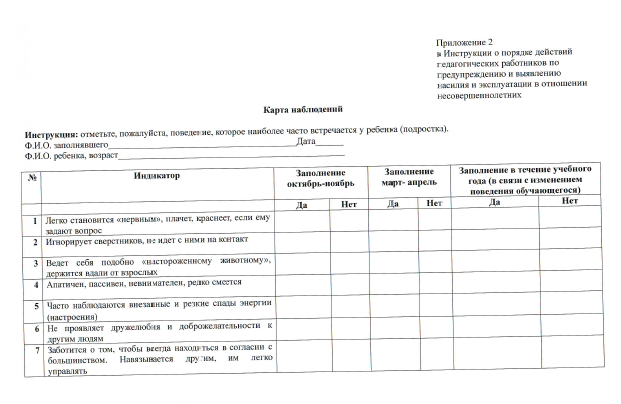 Приложение 2
в Инструкции о порядке действий
педагогических работников по
предупреждению и выявлению
насилия и эксплуатации в отношении
несовершеннолетних
Карта наблюдений
Инструкция: отметьте, пожалуйста, поведение, которое наиболее часто встречается у ребенка (подростка).
Ф.И.О. заполнявшего Дата
Ф.И.О. ребенка, возраст
№ Индикатор Заполнение октябрь-ноябрь Заполнение март- апрель Заполнение в течение учебного года (в связи с изменением поведения обучающегося)
Да Нет Да Нет Да Нет
1 Легко становится «нервным», плачет, краснеет, если ему
задают вопрос
2 Игнорирует сверстников, не идет с ними на контакт
3 Ведет себя подобно «настороженному животному»,
держится вдали от взрослых
4 Апатичен, пассивен, невнимателен, редко смеется
5 Часто наблюдаются внезапные и резкие спады энергии
(настроения)
6 Не проявляет дружелюбия и доброжелательности к
другим людям
7 Заботится о том, чтобы всегда находиться в согласии с
большинством. Навязывается другим, им легко
управлять